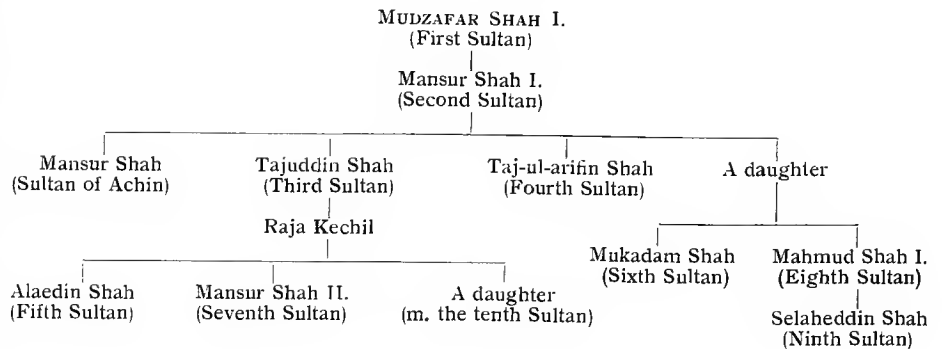 MUDZAFAR SHAH I.
(First Sultan)
Mansur Shah I.
(Second Sultan)
Mansur Shah
(Sultan of Achin)
Tajuddin Shah
(Third Sultan)
Taj-ul-arifin Shah
(Fourth Sultan)
A daughter
Raja Kechil
Mukadam Shah
(Sixth Sultan)
Mahmud Shah I.
(Eighth Sultan)
Alaedin Shah
(Fifth Sultan)
Mansur Shah II.
(Seventh Sultan)
A daughter
(m. the tenth Sultan)
Selaheddin Shah
(Ninth Sultan)